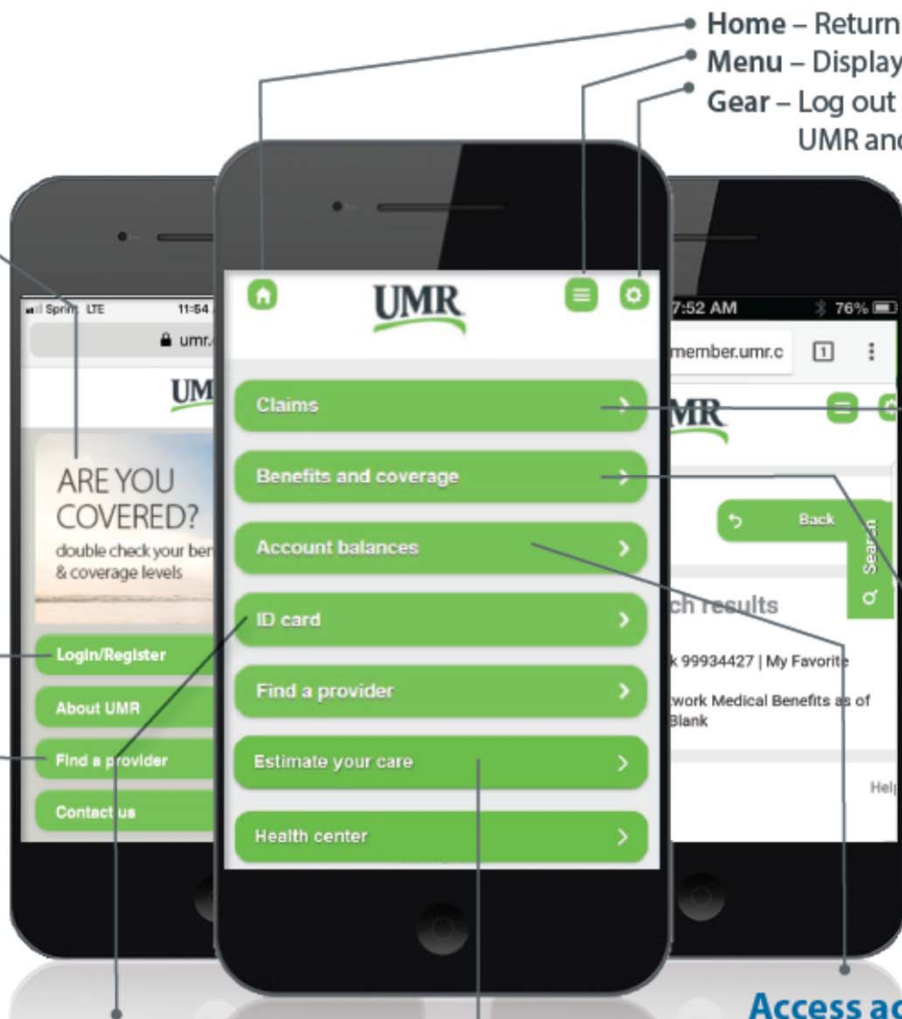 Home – Return
Menu – Display
Gear – Log out
UMR and
Sprint LTE
11:54
umr.
UM
ARE YOU
COVERED?
double check your ben
& coverage levels
Login/Register
About UMR
Find a provider
Contact us
UMR
Claims
Benefits and coverage
Account balances
ID card
Find a provider
Estimate your care
Health center
7:52 AM
76%
member.umr.c
1
MR
Back
Search
ch results
k 99934427 | My Favorite
twork Medical Benefits as of
Blank
Help
Access ac